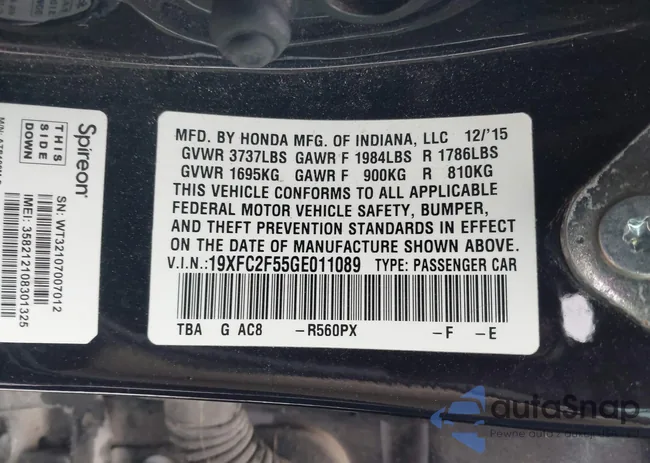 MFD. BY HONDA MFG. OF INDIANA, LLC 12/'15
GVWR 3737LBS GAWR F 1984LBS R 1786LBS
GVWR 1695KG GAWR F 900KG R 810KG
THIS VEHICLE CONFORMS TO ALL APPLICABLE
FEDERAL MOTOR VEHICLE SAFETY, BUMPER,
AND THEFT PREVENTION STANDARDS IN EFFECT
ON THE DATE OF MANUFACTURE SHOWN ABOVE.
V.I.N.:19XFC2F55GE011089 TYPE: PASSENGER CAR
TBA G AC8 -R560PX -F -E
Spireon
THIS
SIDE
DOWN
SN: WT32107007012
IMEI: 358212108301325
autoSnap
Pewne auta z